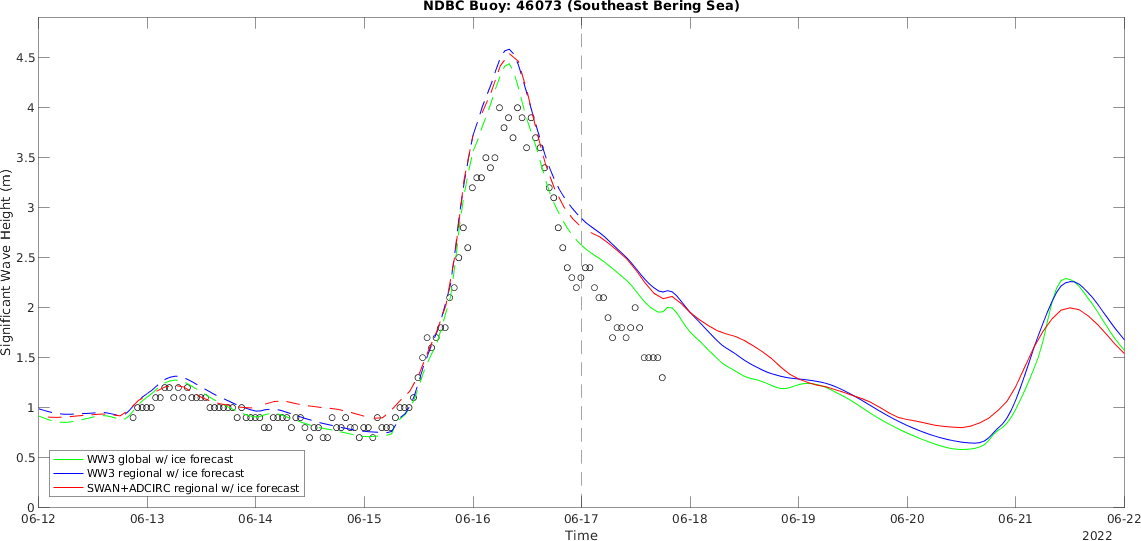 NDBC Buoy: 46073 (Southeast Bering Sea)
Significant Wave Height (m)
4.5
4
3.5
3
2.5
2
1.5
1
0.5
0
WW3 global w/ ice forecast
WW3 regional w/ ice forecast
SWAN+ADCIRC regional w/ ice forecast
06-12 06-13 06-14 06-15 06-16 06-17 06-18 06-19 06-20 06-21 06-22
Time
2022